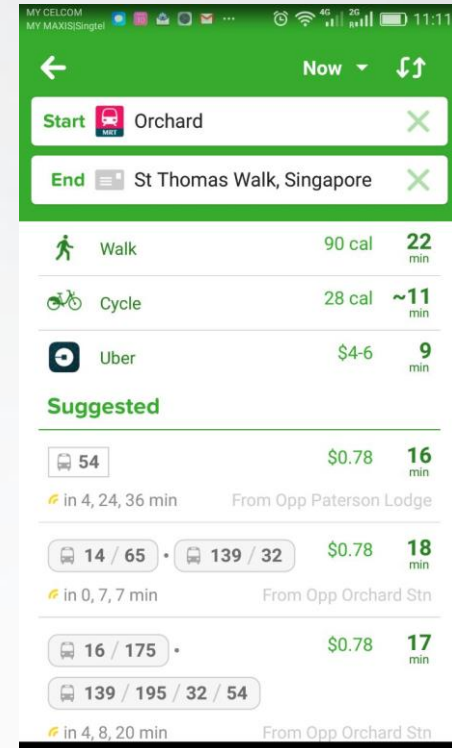 MY CELCOM
MY MAXIS|Singtel ... 4G 2G 11:11
Now
Start MRT Orchard
End St Thomas Walk, Singapore
Walk 90 cal 22 min
Cycle 28 cal ~11 min
Uber $4-6 9 min
Suggested
54 $0.78 16 min
in 4, 24, 36 min From Opp Paterson Lodge
14 / 65 • 139 / 32 $0.78 18 min
in 0, 7, 7 min From Opp Orchard Stn
16 / 175 • $0.78 17 min
139 / 195 / 32 / 54
in 4, 8, 20 min From Opp Orchard Stn